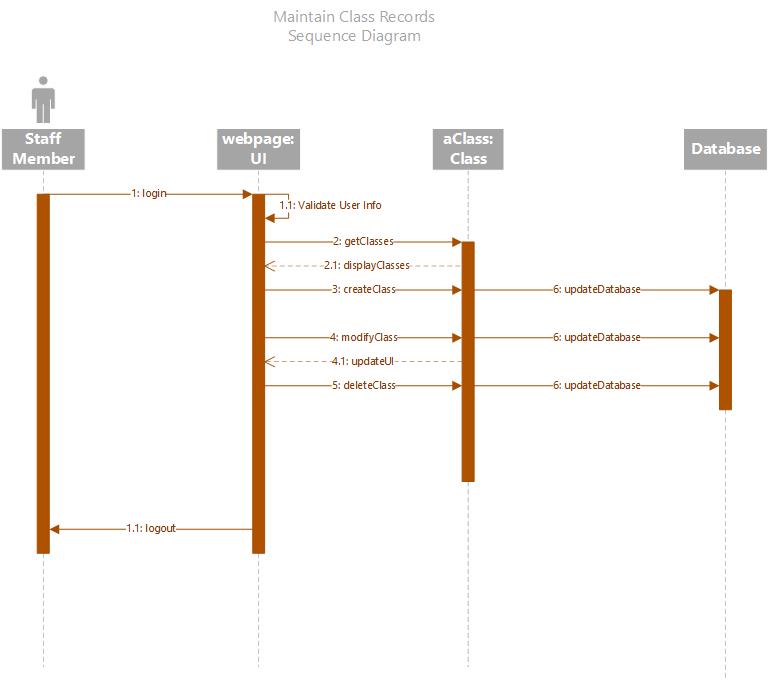 Maintain Class Records
Sequence Diagram
Staff
Member
webpage:
UI
aClass:
Class
Database
1: login
1.1: Validate User Info
2: getClasses
2.1: displayClasses
3: createClass
6: updateDatabase
4: modifyClass
6: updateDatabase
4.1: updateUI
5: deleteClass
6: updateDatabase
1.1: logout